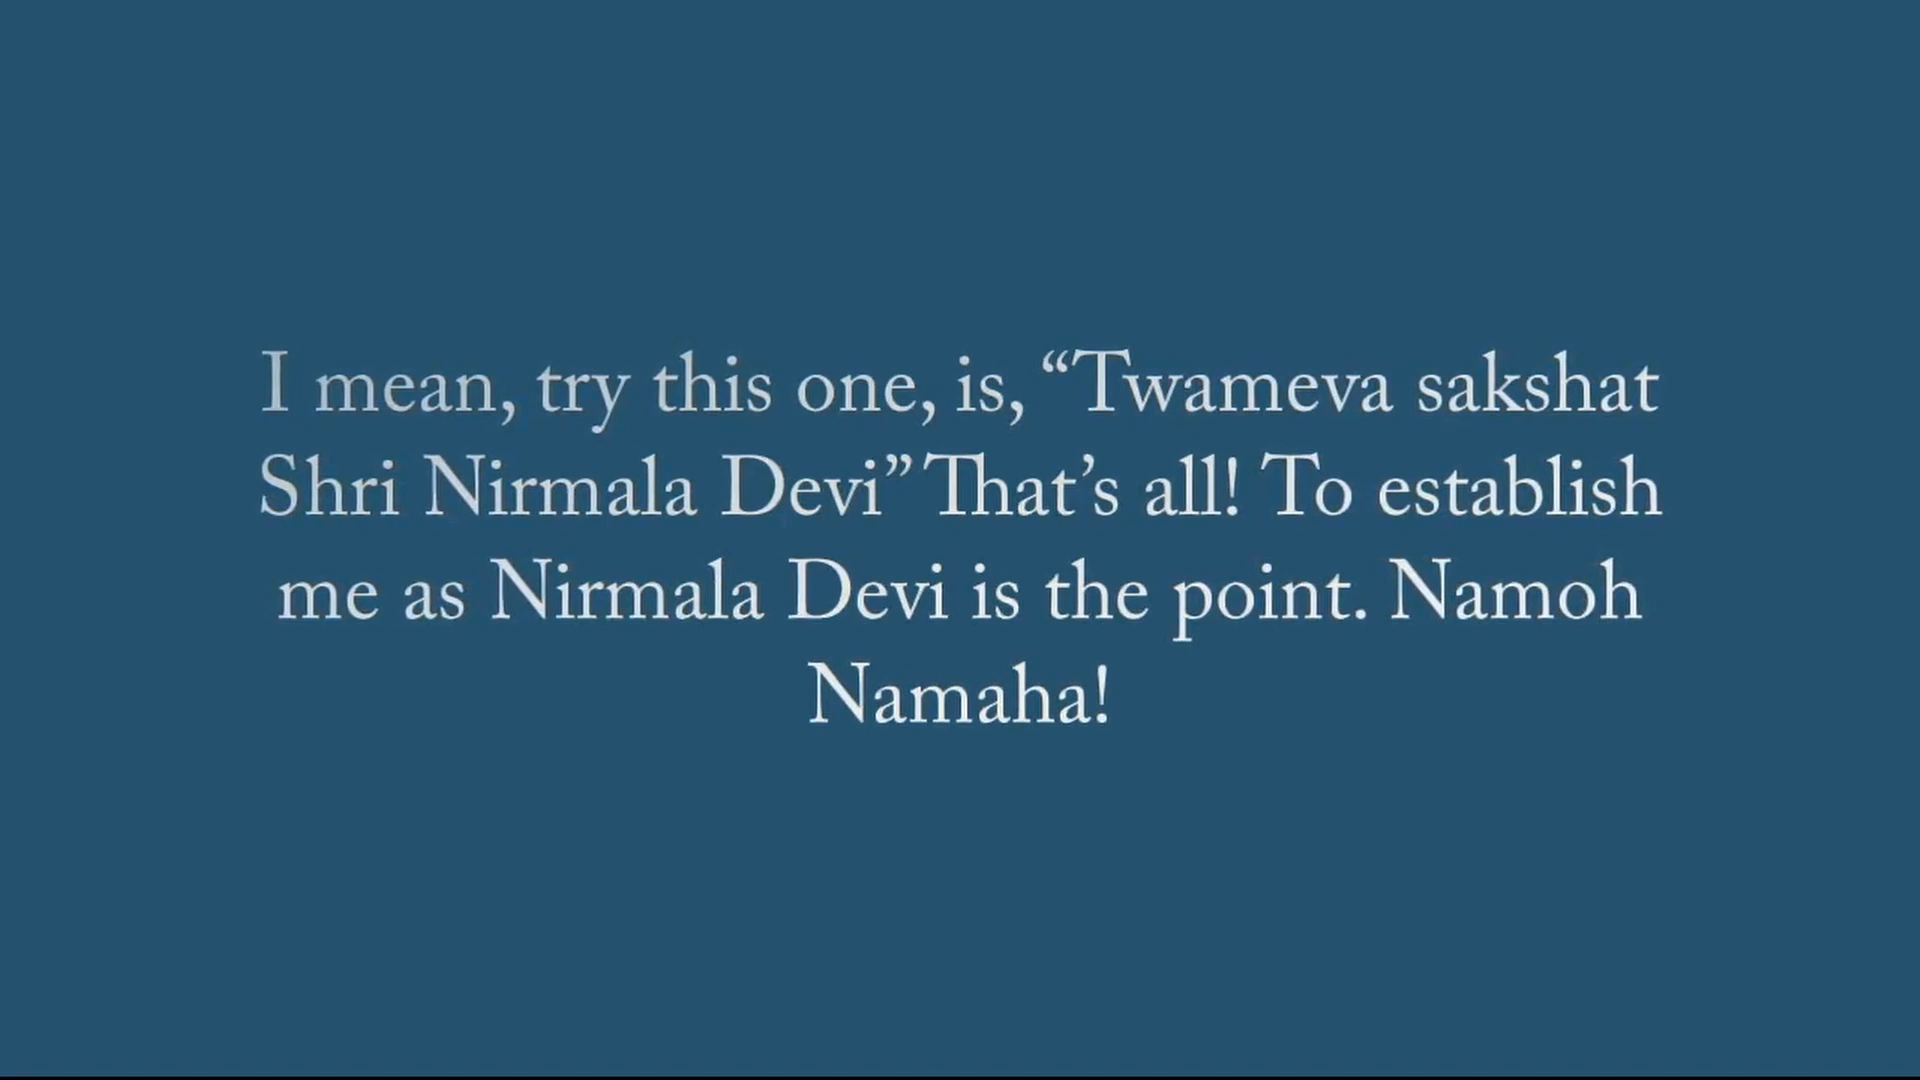 I mean, try this one, is, “Twameva sakshat
Shri Nirmala Devi” That’s all! To establish
me as Nirmala Devi is the point. Namoh
Namaha!